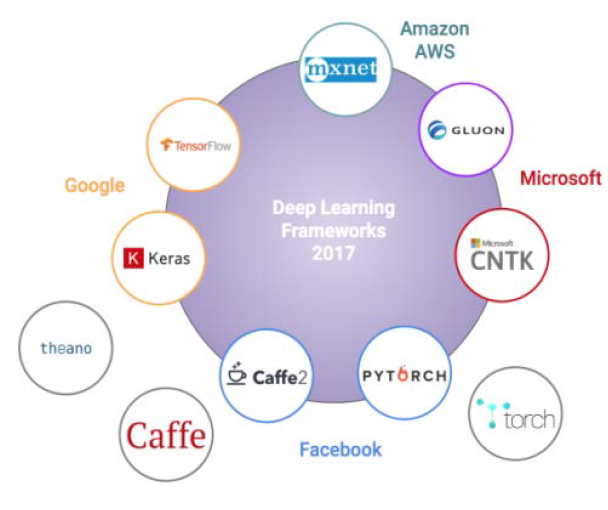 Amazon
AWS
mxnet
GLUON
TensorFlow
Google
Microsoft
Deep Learning
Frameworks
2017
Keras
Microsoft
CNTK
theano
Caffe2
PYTORCH
Caffe
torch
Facebook